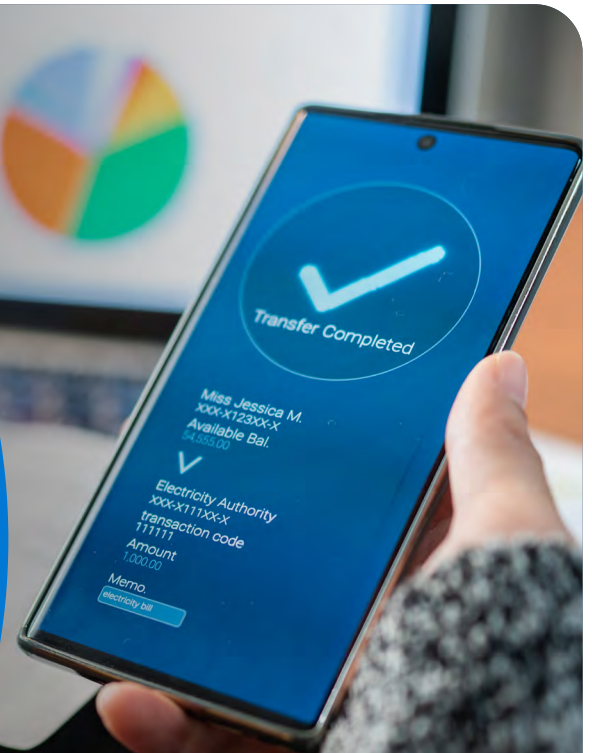 Transfer Completed
Miss Jessica M.
XXX-X123XX-X
Available Bal.
54,555.00
Electricity Authority
XXX-X111XX-X
transaction code
111111
Amount
1,000.00
Memo.
electricity bill